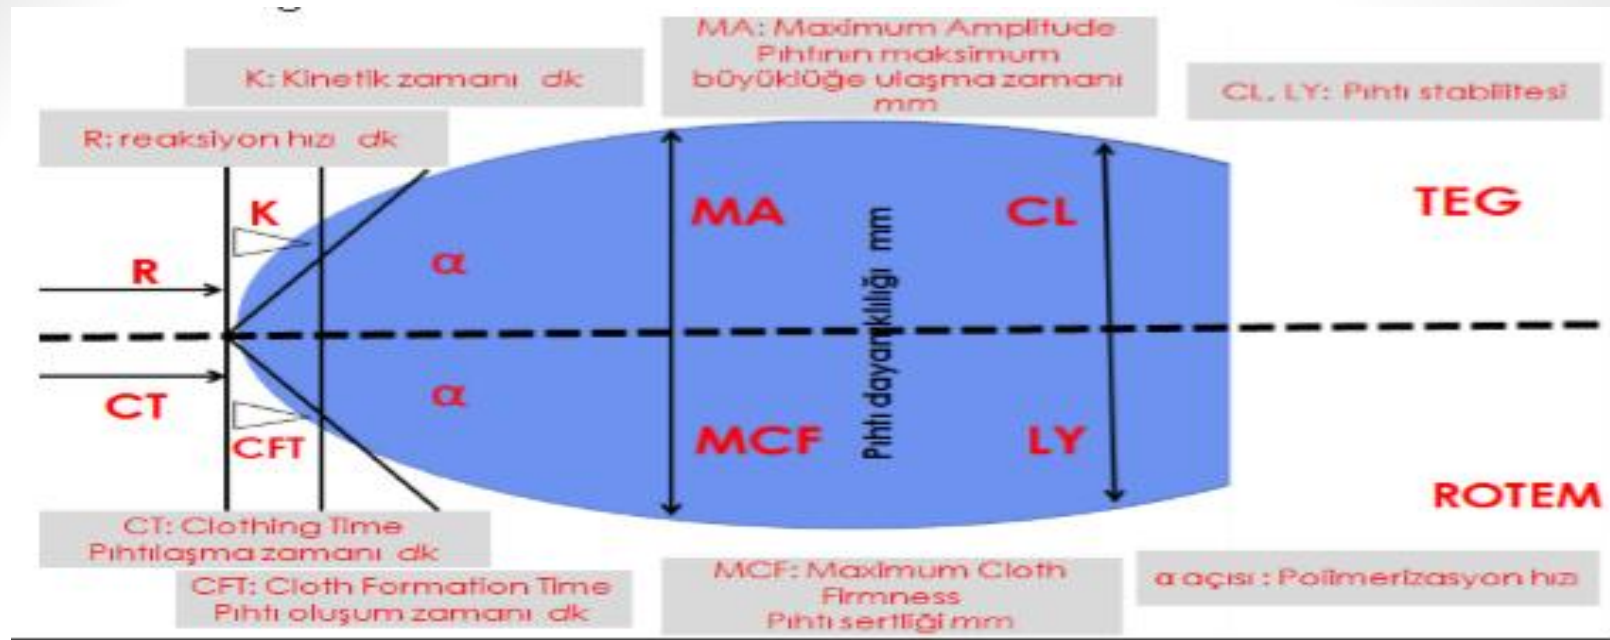 MA: Maximum Amplitude
Pıhtının maksimum
büyüklüğe ulaşma zamanı
mm
K: Kinetik zamanı dk
CL, LY: Pıhtı stabilitesi
R: reaksiyon hızı dk
K
MA
CL
TEG
R
α
Pıhtı dayanıklılığı mm
α
CT
CFT
MCF
LY
ROTEM
CT: Clothing Time
Pıhtılaşma zamanı dk
CFT: Cloth Formation Time
Pıhtı oluşum zamanı dk
MCF: Maximum Cloth
Firmness
Pıhtı sertliği mm
α açısı : Polimerizasyon hızı